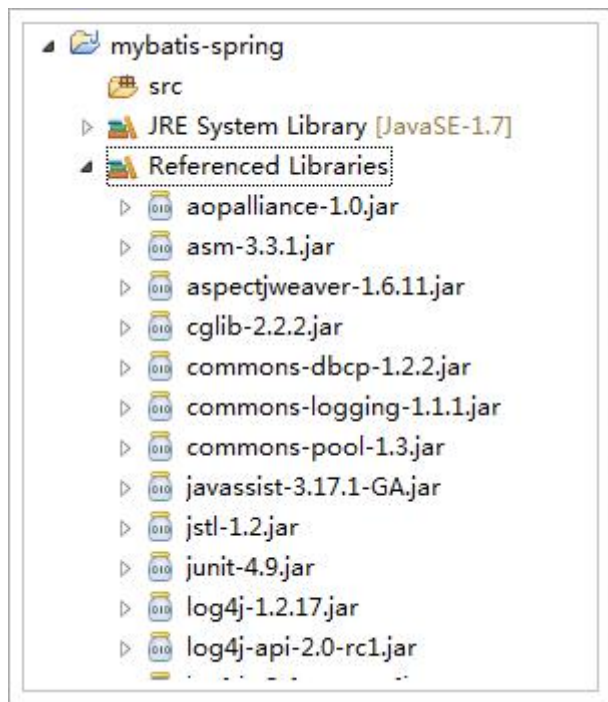 mybatis-spring
src
JRE System Library [JavaSE-1.7]
Referenced Libraries
aopalliance-1.0.jar
asm-3.3.1.jar
aspectjweaver-1.6.11.jar
cglib-2.2.2.jar
commons-dbcp-1.2.2.jar
commons-logging-1.1.1.jar
commons-pool-1.3.jar
javassist-3.17.1-GA.jar
jstl-1.2.jar
junit-4.9.jar
log4j-1.2.17.jar
log4j-api-2.0-rc1.jar